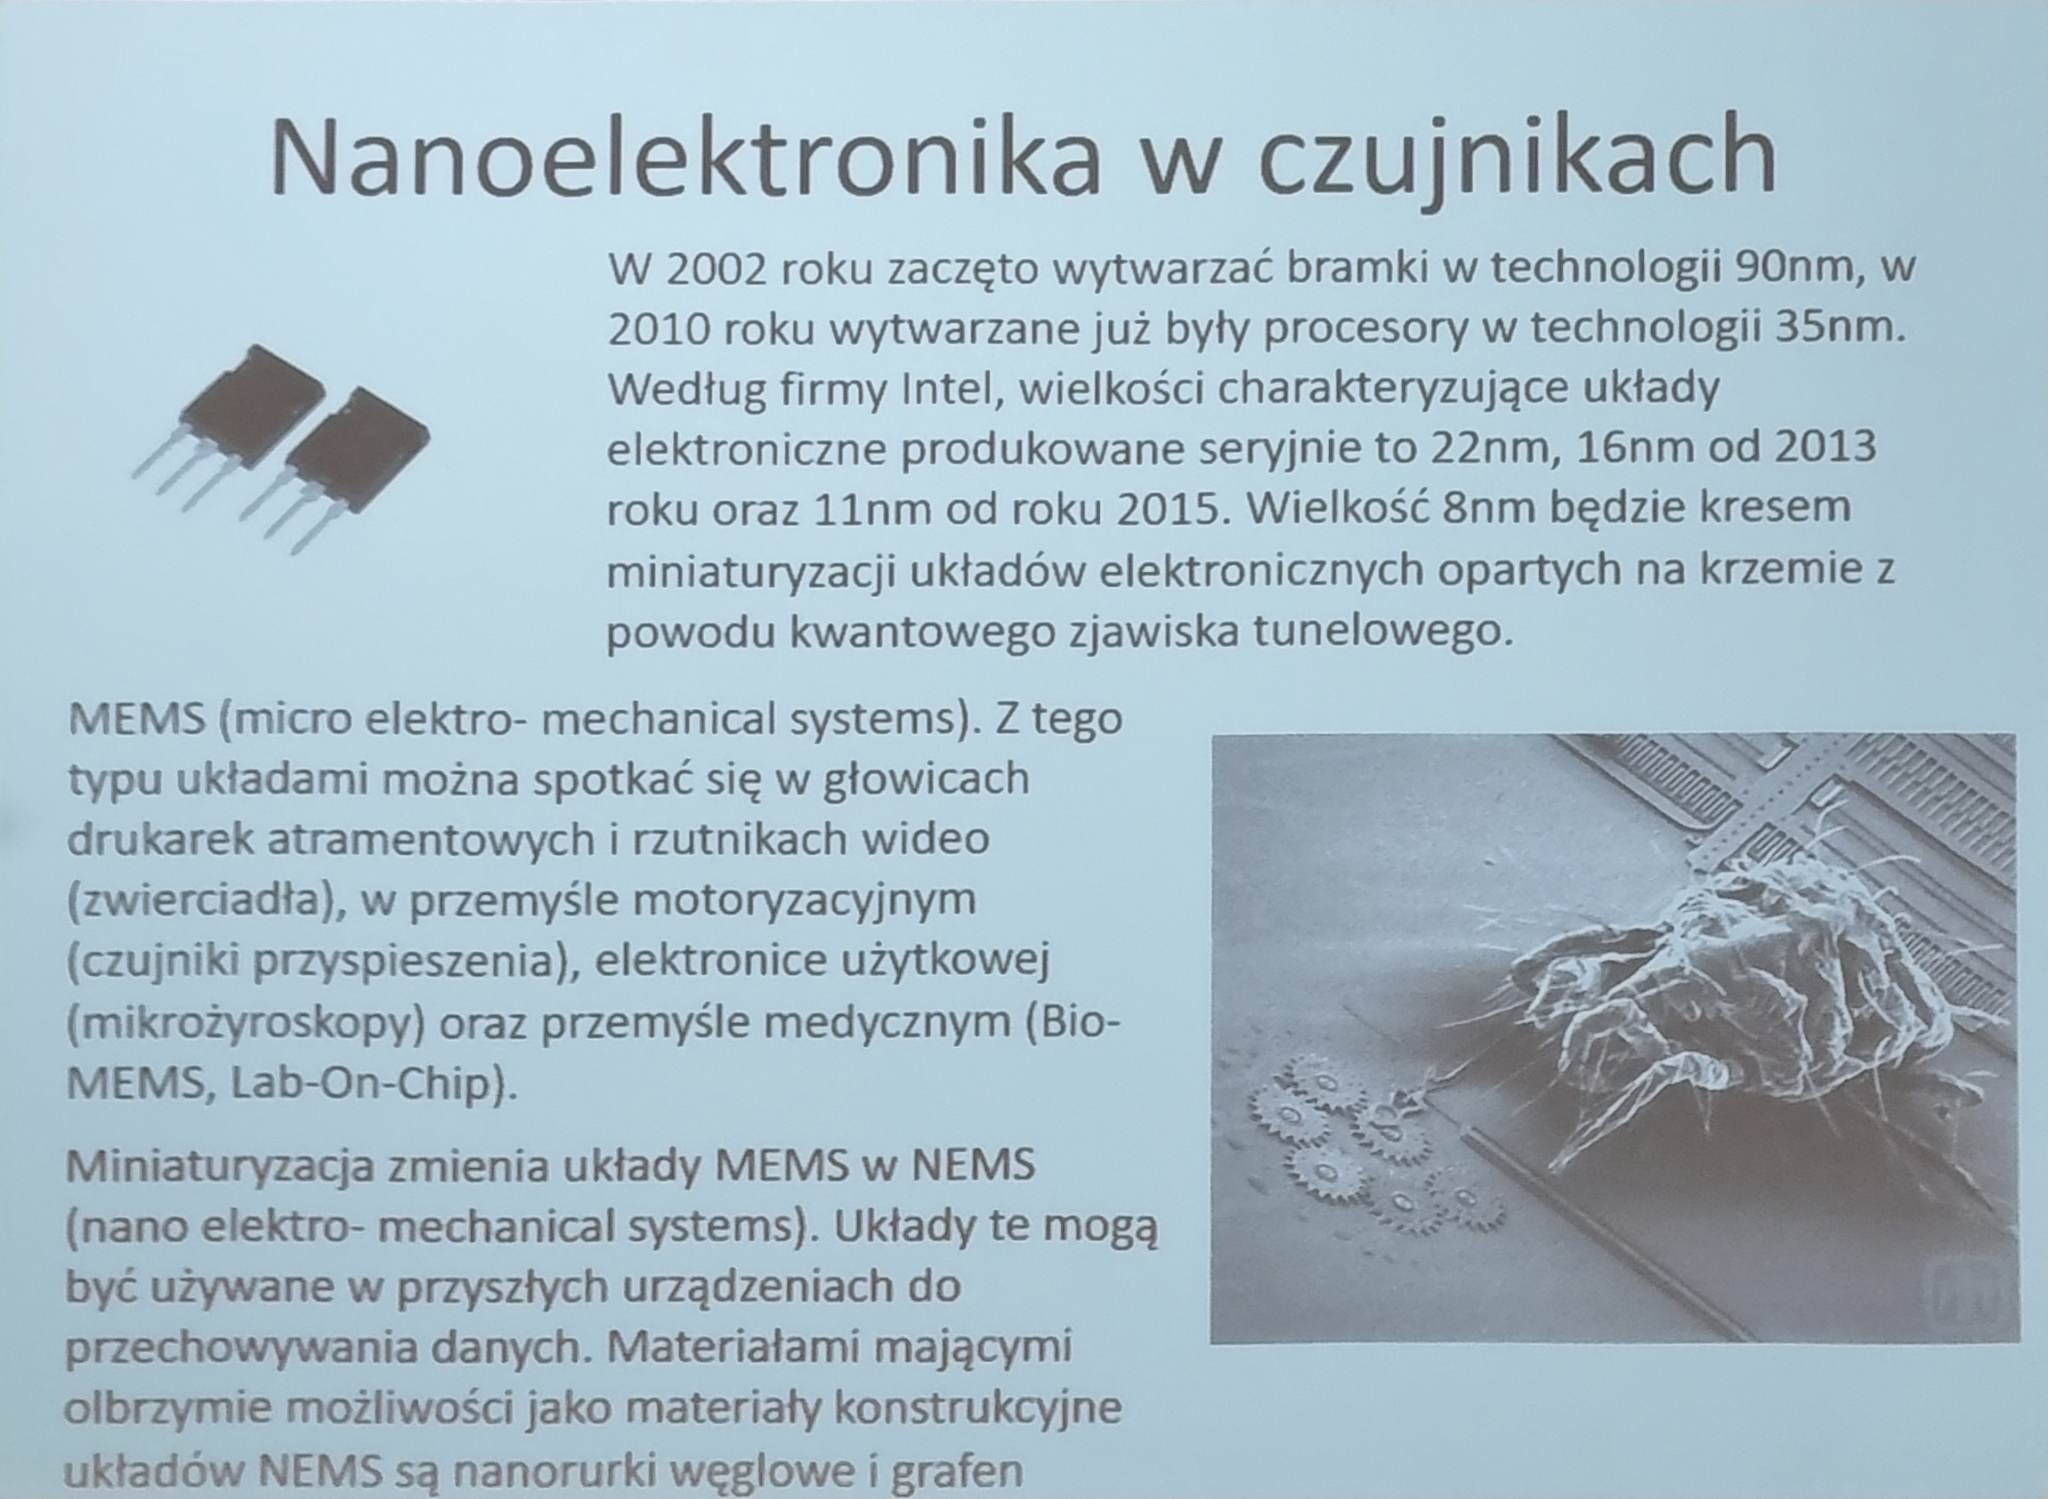 Nanoelektronika w czujnikach
W 2002 roku zaczęto wytwarzać bramki w technologii 90nm, w
2010 roku wytwarzane już były procesory w technologii 35nm.
Według firmy Intel, wielkości charakteryzujące układy
elektroniczne produkowane seryjnie to 22nm, 16nm od 2013
roku oraz 11nm od roku 2015. Wielkość 8nm będzie kresem
miniaturyzacji układów elektronicznych opartych na krzemie z
powodu kwantowego zjawiska tunelowego.
MEMS (micro elektro- mechanical systems). Z tego
typu układami można spotkać się w głowicach
drukarek atramentowych i rzutnikach wideo
(zwierciadła), w przemyśle motoryzacyjnym
(czujniki przyspieszenia), elektronice użytkowej
(mikrożyroskopy) oraz przemyśle medycznym (Bio-
MEMS, Lab-On-Chip).
Miniaturyzacja zmienia układy MEMS w NEMS
(nano elektro- mechanical systems). Układy te mogą
być używane w przyszłych urządzeniach do
przechowywania danych. Materiałami mającymi
olbrzymie możliwości jako materiały konstrukcyjne
układów NEMS są nanorurki węglowe i grafen